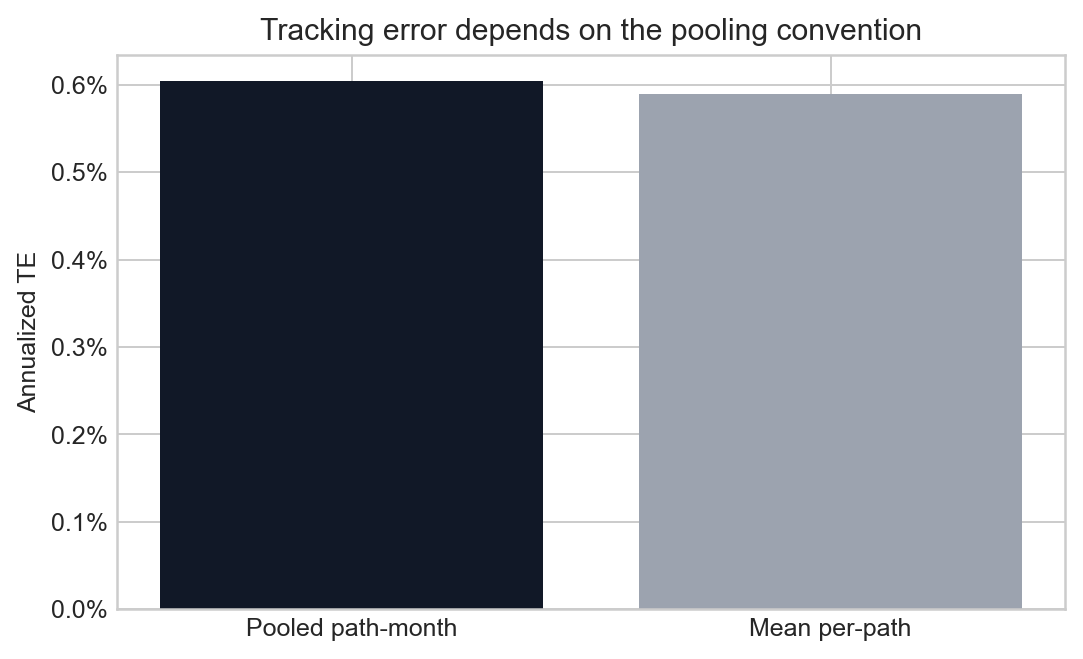 Tracking error depends on the pooling convention
0.6%
0.5%
0.4%
0.3%
0.2%
0.1%
0.0%
Annualized TE
Pooled path-month
Mean per-path